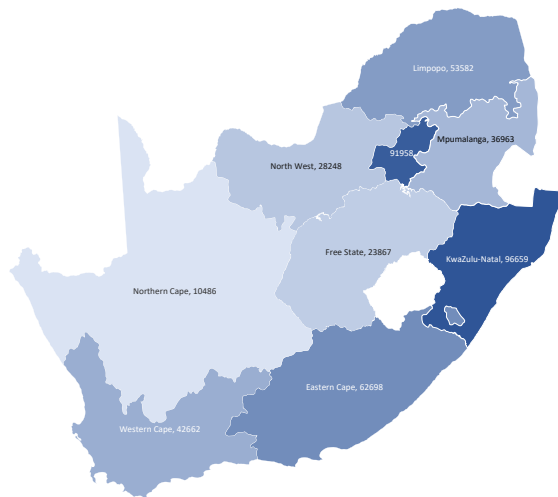 Limpopo, 53582
Mpumalanga, 36963
91958
North West, 28248
Free State, 23867
KwaZulu-Natal, 96659
Northern Cape, 10486
Eastern Cape, 62698
Western Cape, 42662